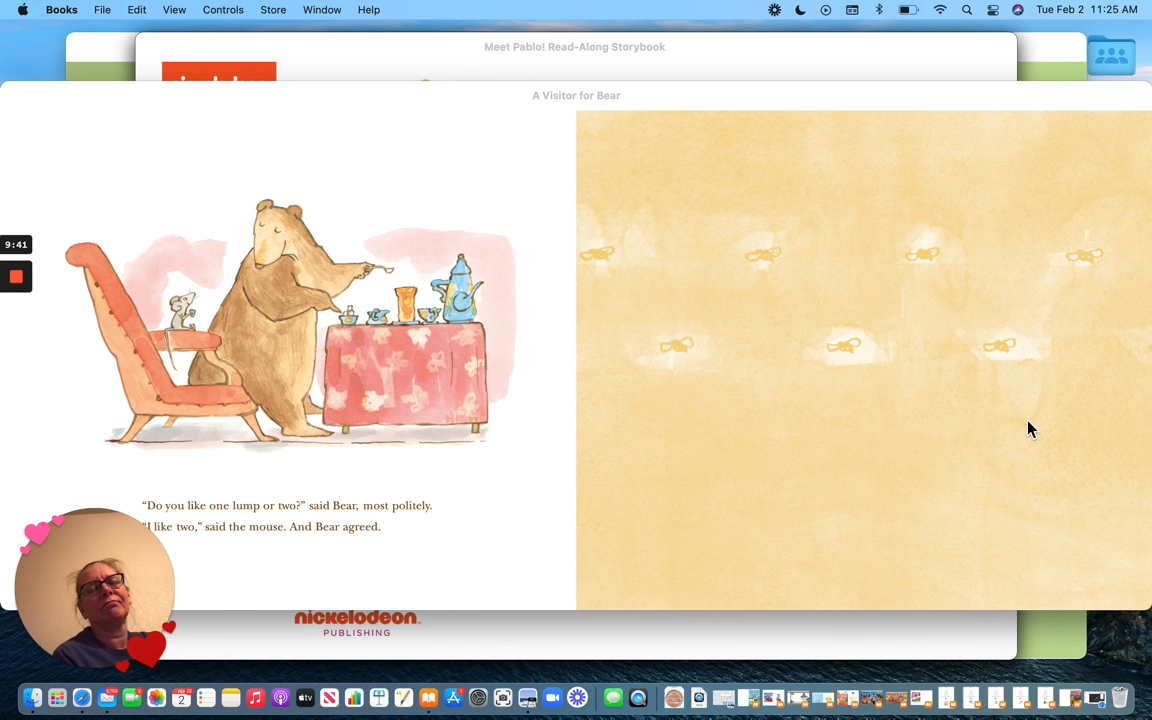 Books File Edit View Controls Store Window Help Tue Feb 2 11:25 AM
Meet Pablo! Read-Along Storybook
A Visitor for Bear
9:41
“Do you like one lump or two?” said Bear, most politely.
“I like two,” said the mouse. And Bear agreed.
nickelodeon
PUBLISHING